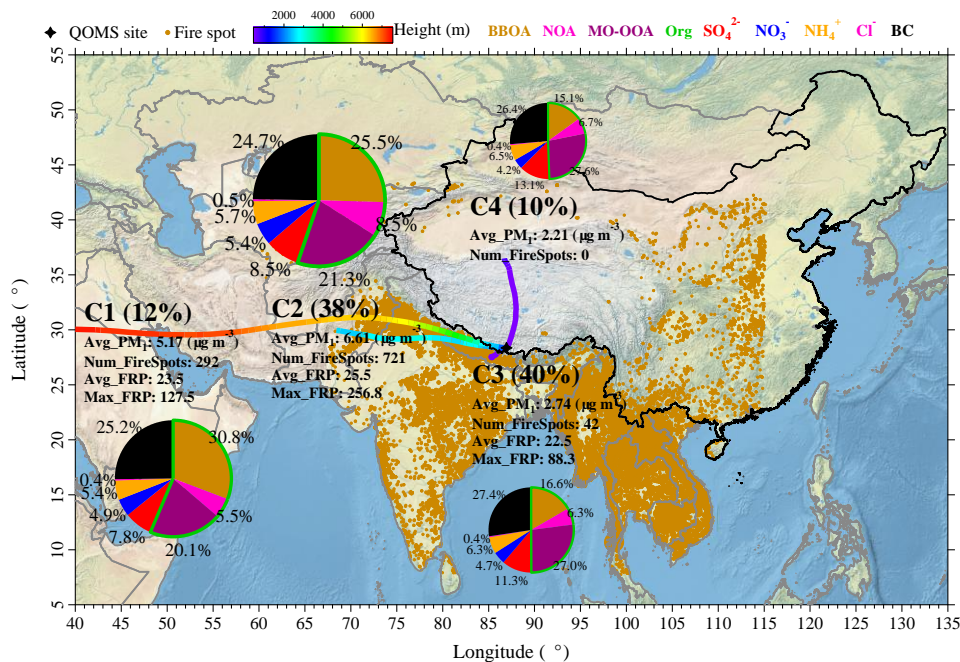 2000 4000 6000
QOMS site Fire spot Height (m) BBOA NOA MO-OOA Org SO₄²⁻ NO₃⁻ NH₄⁺ Cl⁻ BC
55
50
45
40
35
30
25
20
15
10
5
Latitude ( °)
24.7%
25.5%
0.5%
5.7%
5.4%
8.5%
21.3%
8.5%
26.4%
15.1%
6.7%
0.4%
6.5%
4.2%
13.1%
27.6%
C4 (10%)
Avg_PM₁: 2.21 (μg m⁻³)
Num_FireSpots: 0
C1 (12%)
Avg_PM₁: 5.17 (μg m⁻³)
Num_FireSpots: 292
Avg_FRP: 23.5
Max_FRP: 127.5
C2 (38%)
Avg_PM₁: 6.61 (μg m⁻³)
Num_FireSpots: 721
Avg_FRP: 25.5
Max_FRP: 256.8
C3 (40%)
Avg_PM₁: 2.74 (μg m⁻³)
Num_FireSpots: 42
Avg_FRP: 22.5
Max_FRP: 88.3
25.2%
30.8%
0.4%
5.4%
4.9%
7.8%
20.1%
5.5%
27.4%
16.6%
6.3%
0.4%
6.3%
4.7%
11.3%
27.0%
40 45 50 55 60 65 70 75 80 85 90 95 100 105 110 115 120 125 130 135
Longitude ( °)